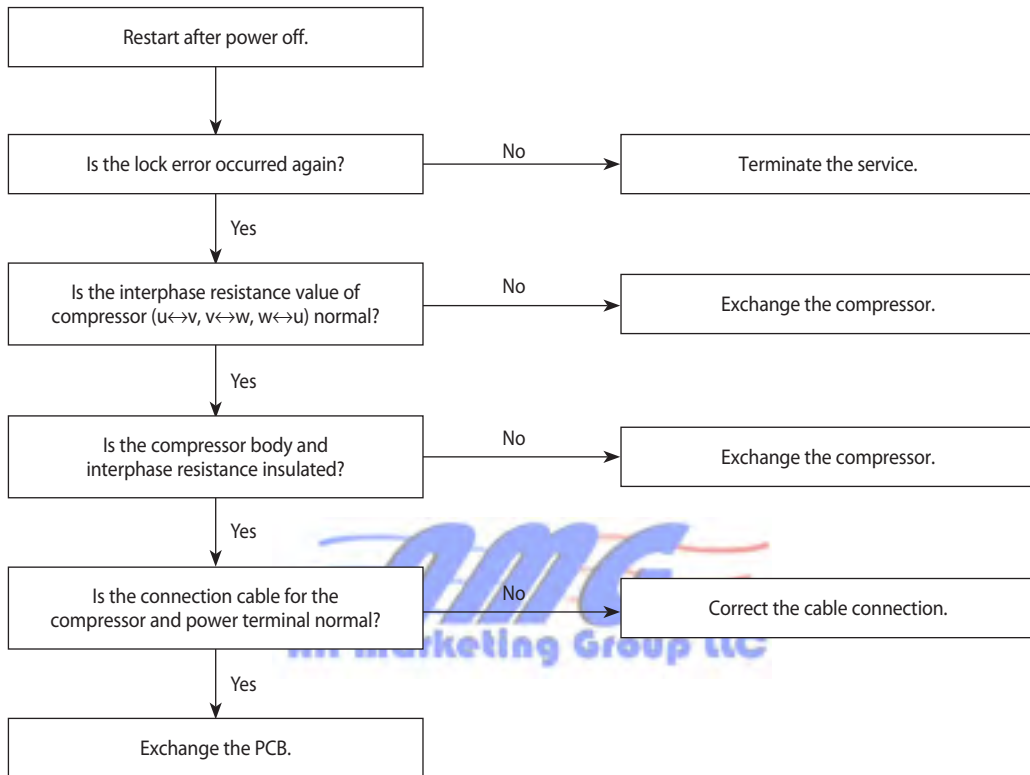 Restart after power off.
Is the lock error occurred again?
No
Terminate the service.
Yes
Is the interphase resistance value of
compressor (u↔v, v↔w, w↔u) normal?
No
Exchange the compressor.
Yes
Is the compressor body and
interphase resistance insulated?
No
Exchange the compressor.
Yes
AMG
Is the connection cable for the
compressor and power terminal normal?
No
Correct the cable connection.
Marketing Group LLC
Yes
Exchange the PCB.